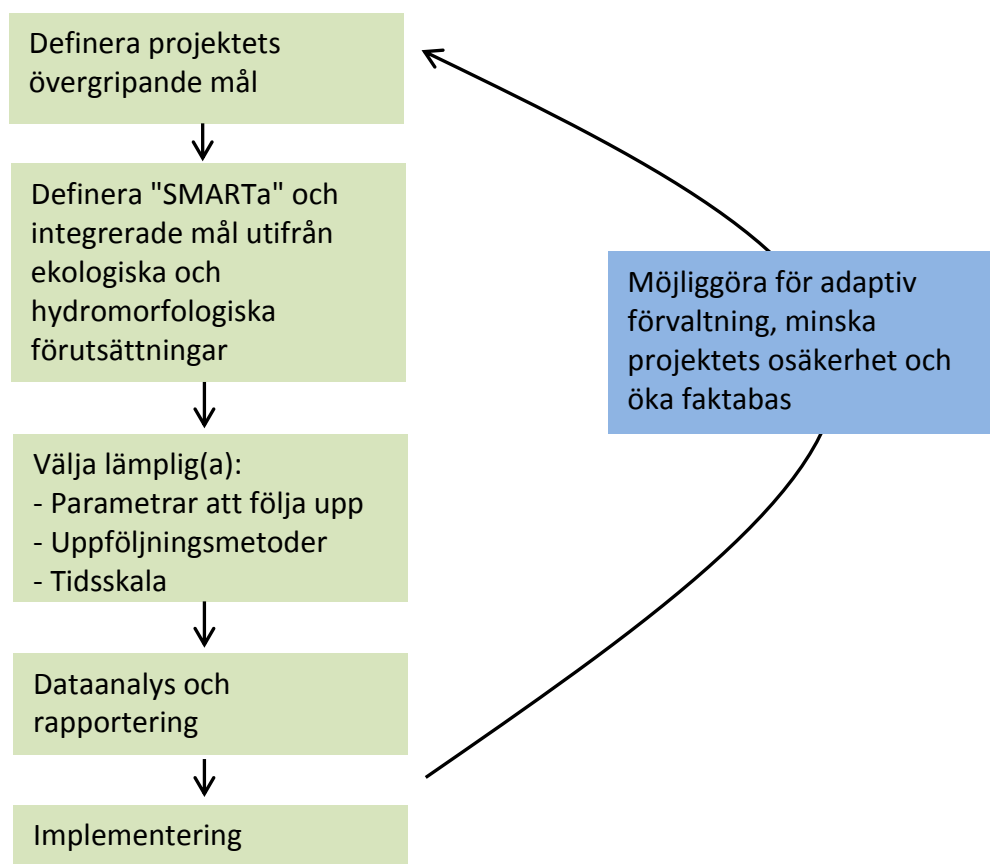 Definera projektets
övergripande mål
Definera "SMARTa" och
integrerade mål utifrån
ekologiska och
hydromorfologiska
förutsättningar
Välja lämplig(a):
- Parametrar att följa upp
- Uppföljningsmetoder
- Tidsskala
Dataanalys och
rapportering
Implementering
Möjliggöra för adaptiv
förvaltning, minska
projektets osäkerhet och
öka faktabas